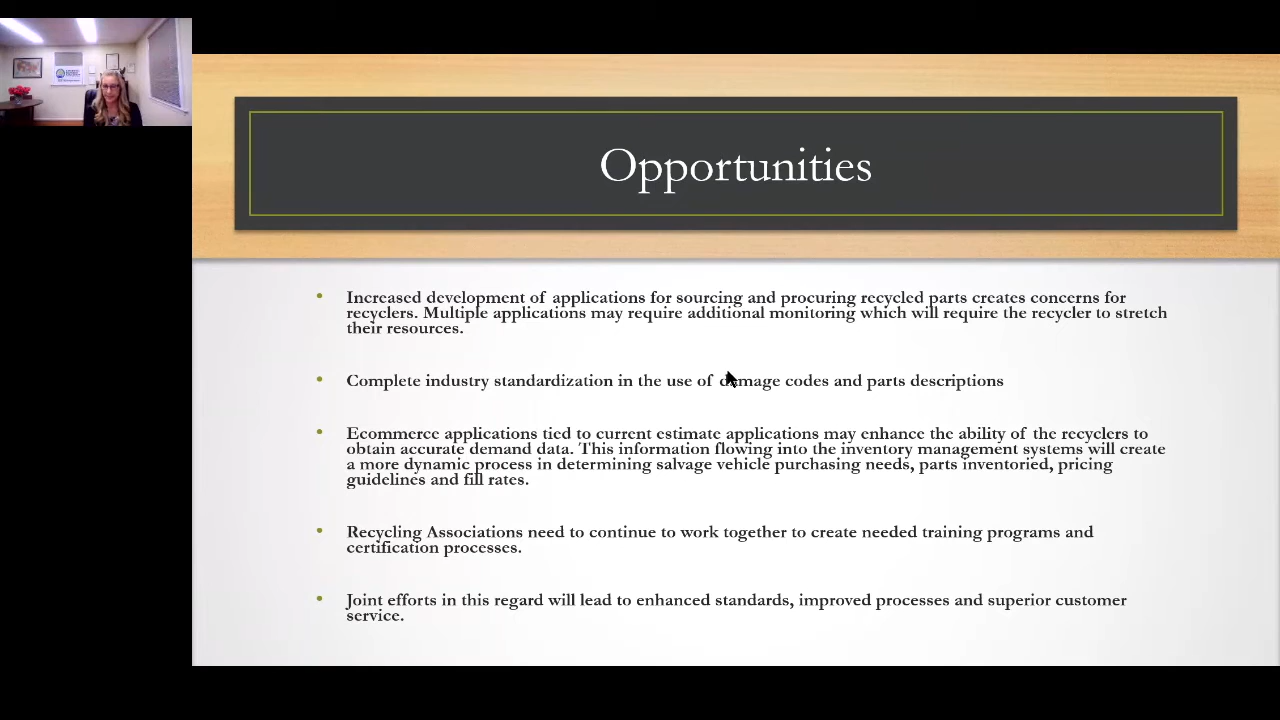 Opportunities
Increased development of applications for sourcing and procuring recycled parts creates concerns for
recyclers. Multiple applications may require additional monitoring which will require the recycler to stretch
their resources.
Complete industry standardization in the use of damage codes and parts descriptions
Ecommerce applications tied to current estimate applications may enhance the ability of the recyclers to
obtain accurate demand data. This information flowing into the inventory management systems will create
a more dynamic process in determining salvage vehicle purchasing needs, parts inventoried, pricing
guidelines and fill rates.
Recycling Associations need to continue to work together to create needed training programs and
certification processes.
Joint efforts in this regard will lead to enhanced standards, improved processes and superior customer
service.